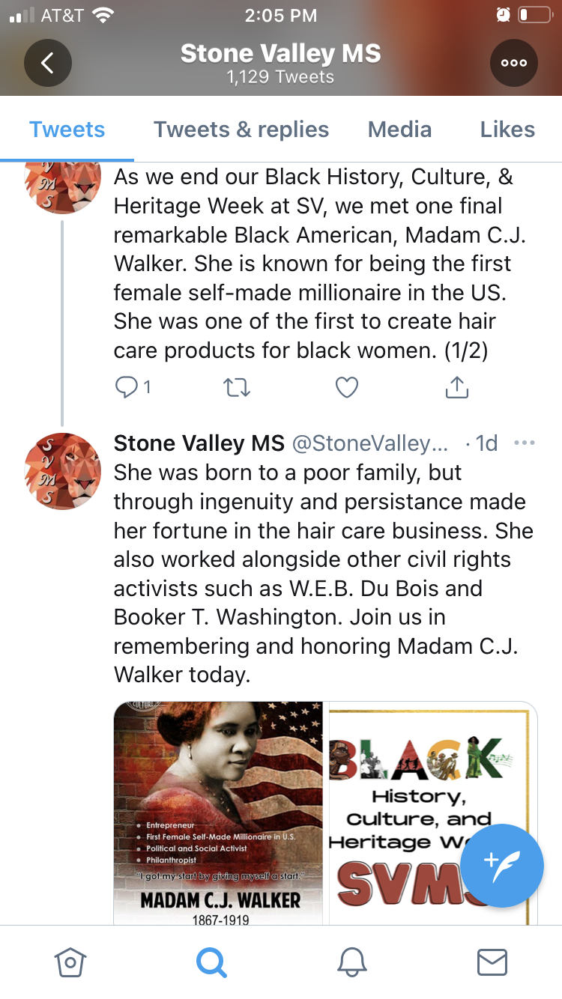 AT&T
2:05 PM
Stone Valley MS
1,129 Tweets
Tweets
Tweets & replies
Media
Likes
V
M
S
As we end our Black History, Culture, &
Heritage Week at SV, we met one final
remarkable Black American, Madam C.J.
Walker. She is known for being the first
female self-made millionaire in the US.
She was one of the first to create hair
care products for black women. (1/2)
1
S
V
M
S
Stone Valley MS @StoneValley... · 1d
She was born to a poor family, but
through ingenuity and persistance made
her fortune in the hair care business. She
also worked alongside other civil rights
activists such as W.E.B. Du Bois and
Booker T. Washington. Join us in
remembering and honoring Madam C.J.
Walker today.
CULTURE
• Entrepreneur
• First Female Self-Made Millionaire in U.S.
• Political and Social Activist
• Philanthropist
"I got my start by giving myself a start."
MADAM C.J. WALKER
1867-1919
BLACK
History,
Culture, and
Heritage We
SVMS